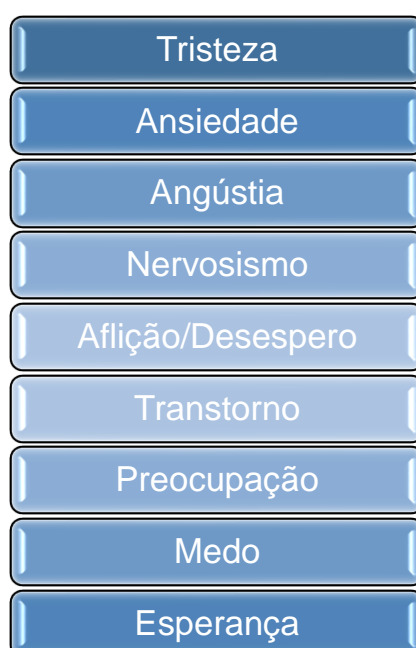 Tristeza
Ansiedade
Angústia
Nervosismo
Aflição/Desespero
Transtorno
Preocupação
Medo
Esperança